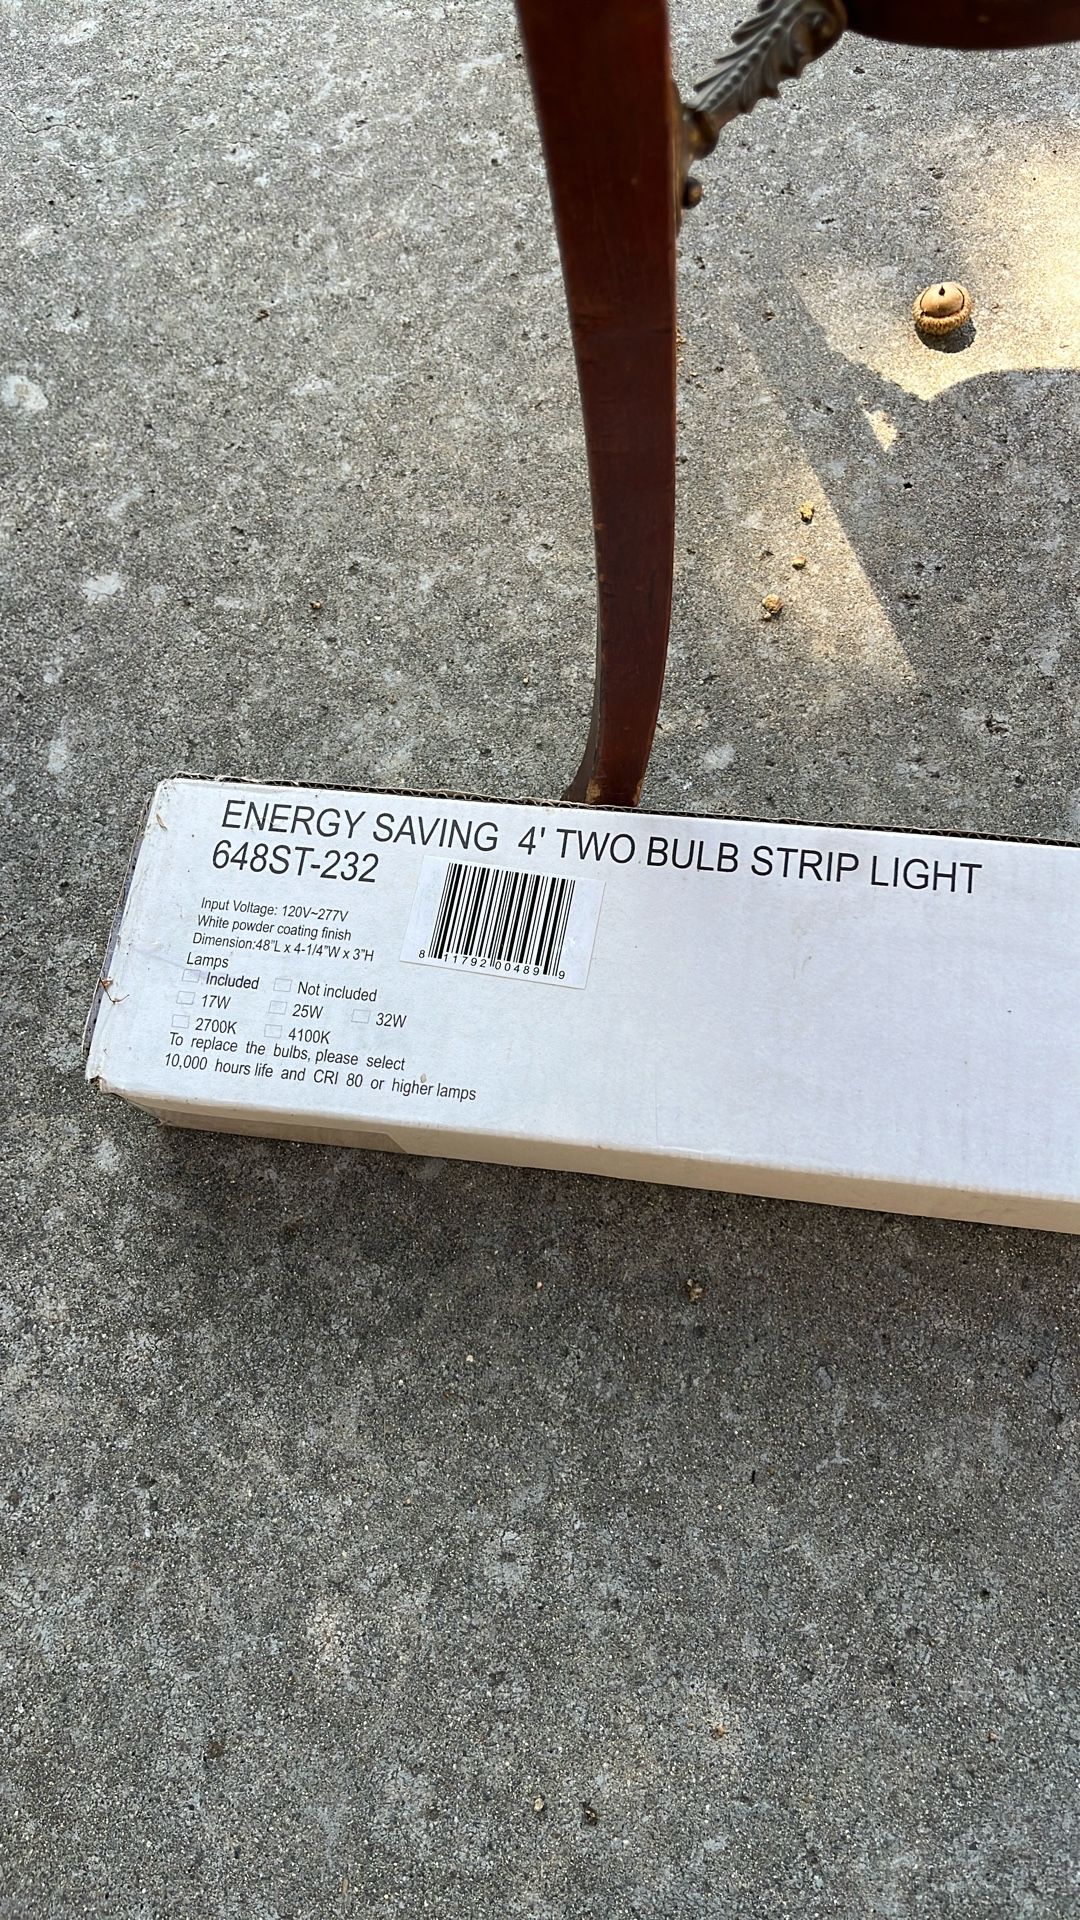 ENERGY SAVING 4' TWO BULB STRIP LIGHT
648ST-232
Input Voltage: 120V~277V
White powder coating finish
Dimension:48"L x 4-1/4"W x 3"H
Lamps
Included Not included
17W 25W 32W
2700K 4100K
To replace the bulbs, please select
10,000 hours life and CRI 80 or higher lamps
8 11792 00489 9